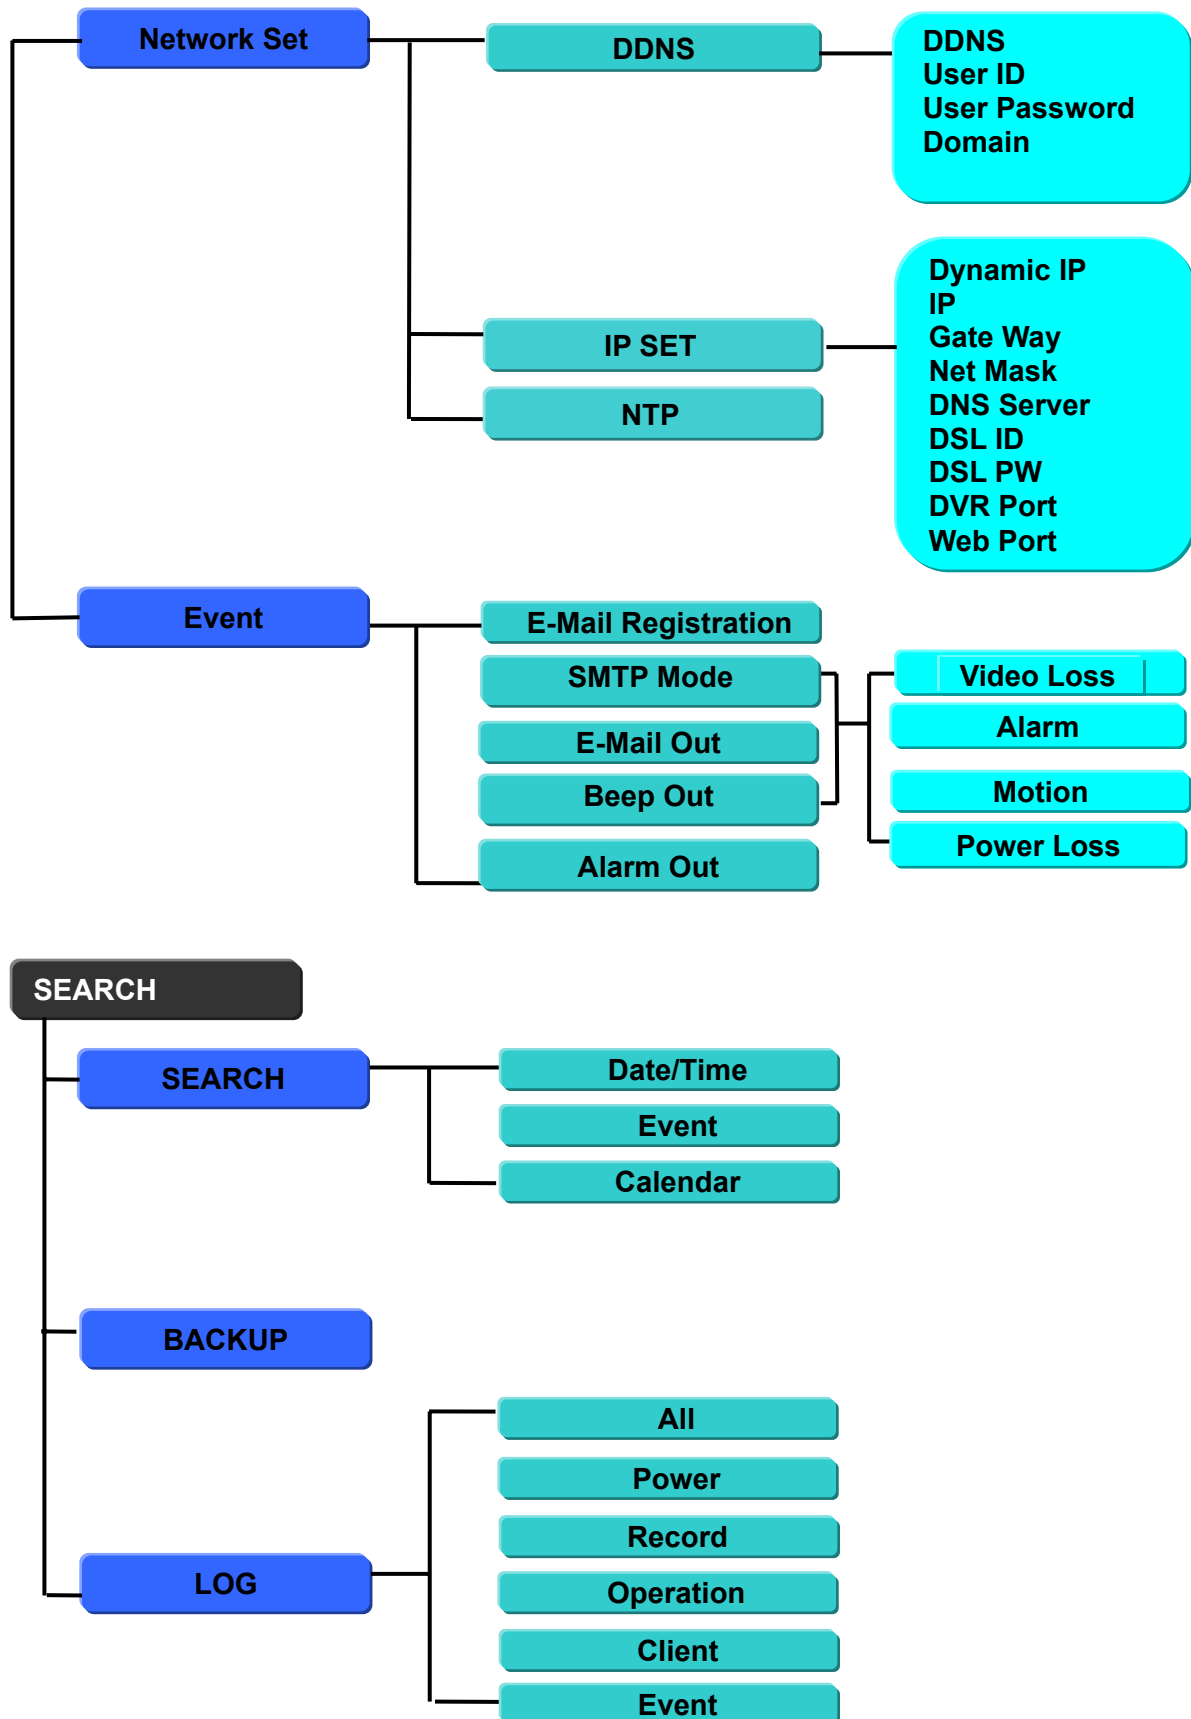 Network Set
DDNS
DDNS
User ID
User Password
Domain
Dynamic IP
IP
Gate Way
Net Mask
DNS Server
DSL ID
DSL PW
DVR Port
Web Port
IP SET
NTP
Event
E-Mail Registration
SMTP Mode
E-Mail Out
Beep Out
Alarm Out
Video Loss
Alarm
Motion
Power Loss
SEARCH
SEARCH
Date/Time
Event
Calendar
BACKUP
LOG
All
Power
Record
Operation
Client
Event